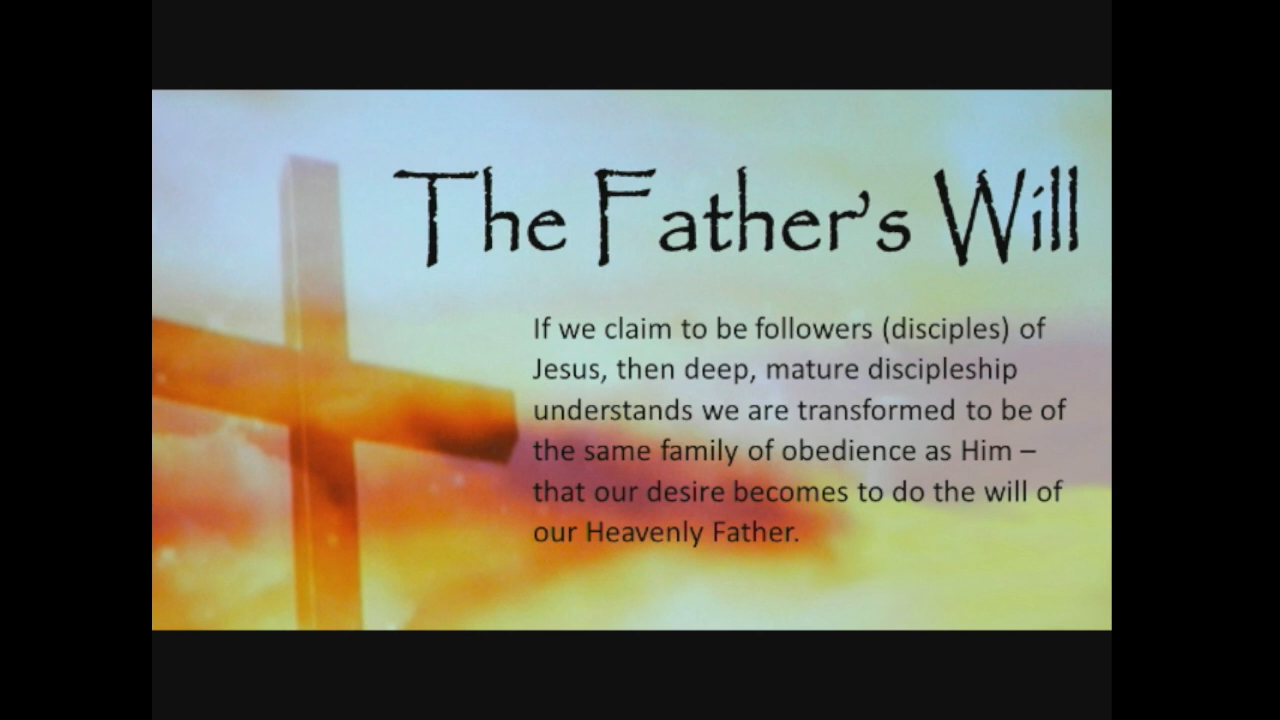 The Father's Will
If we claim to be followers (disciples) of
Jesus, then deep, mature discipleship
understands we are transformed to be of
the same family of obedience as Him –
that our desire becomes to do the will of
our Heavenly Father.